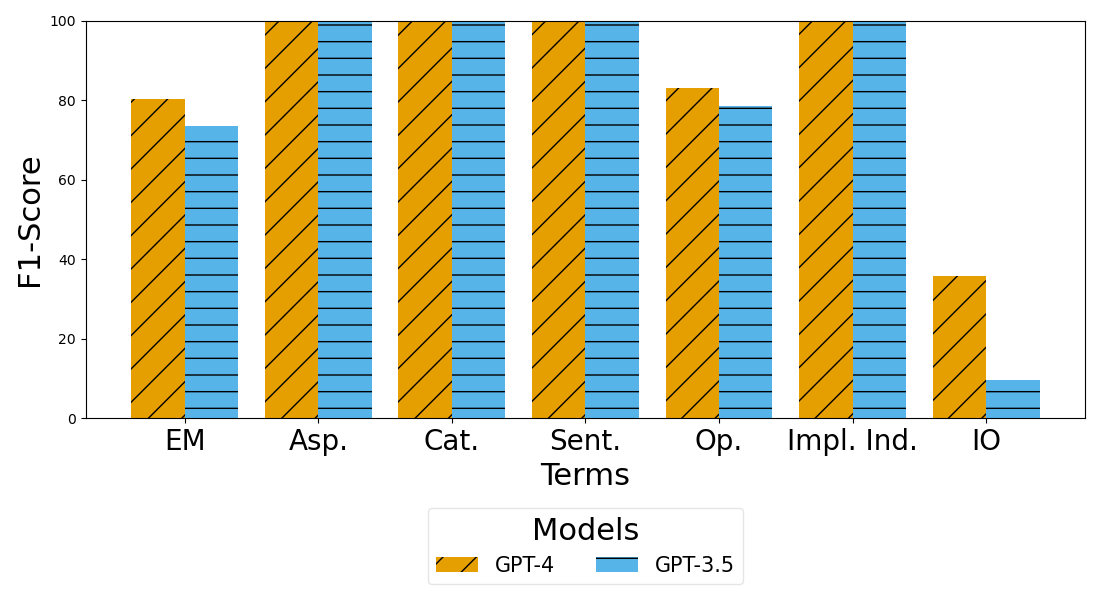 100
80
60
40
20
0
F1-Score
EM Asp. Cat. Sent. Op. Impl. Ind. IO
Terms
Models
GPT-4 GPT-3.5